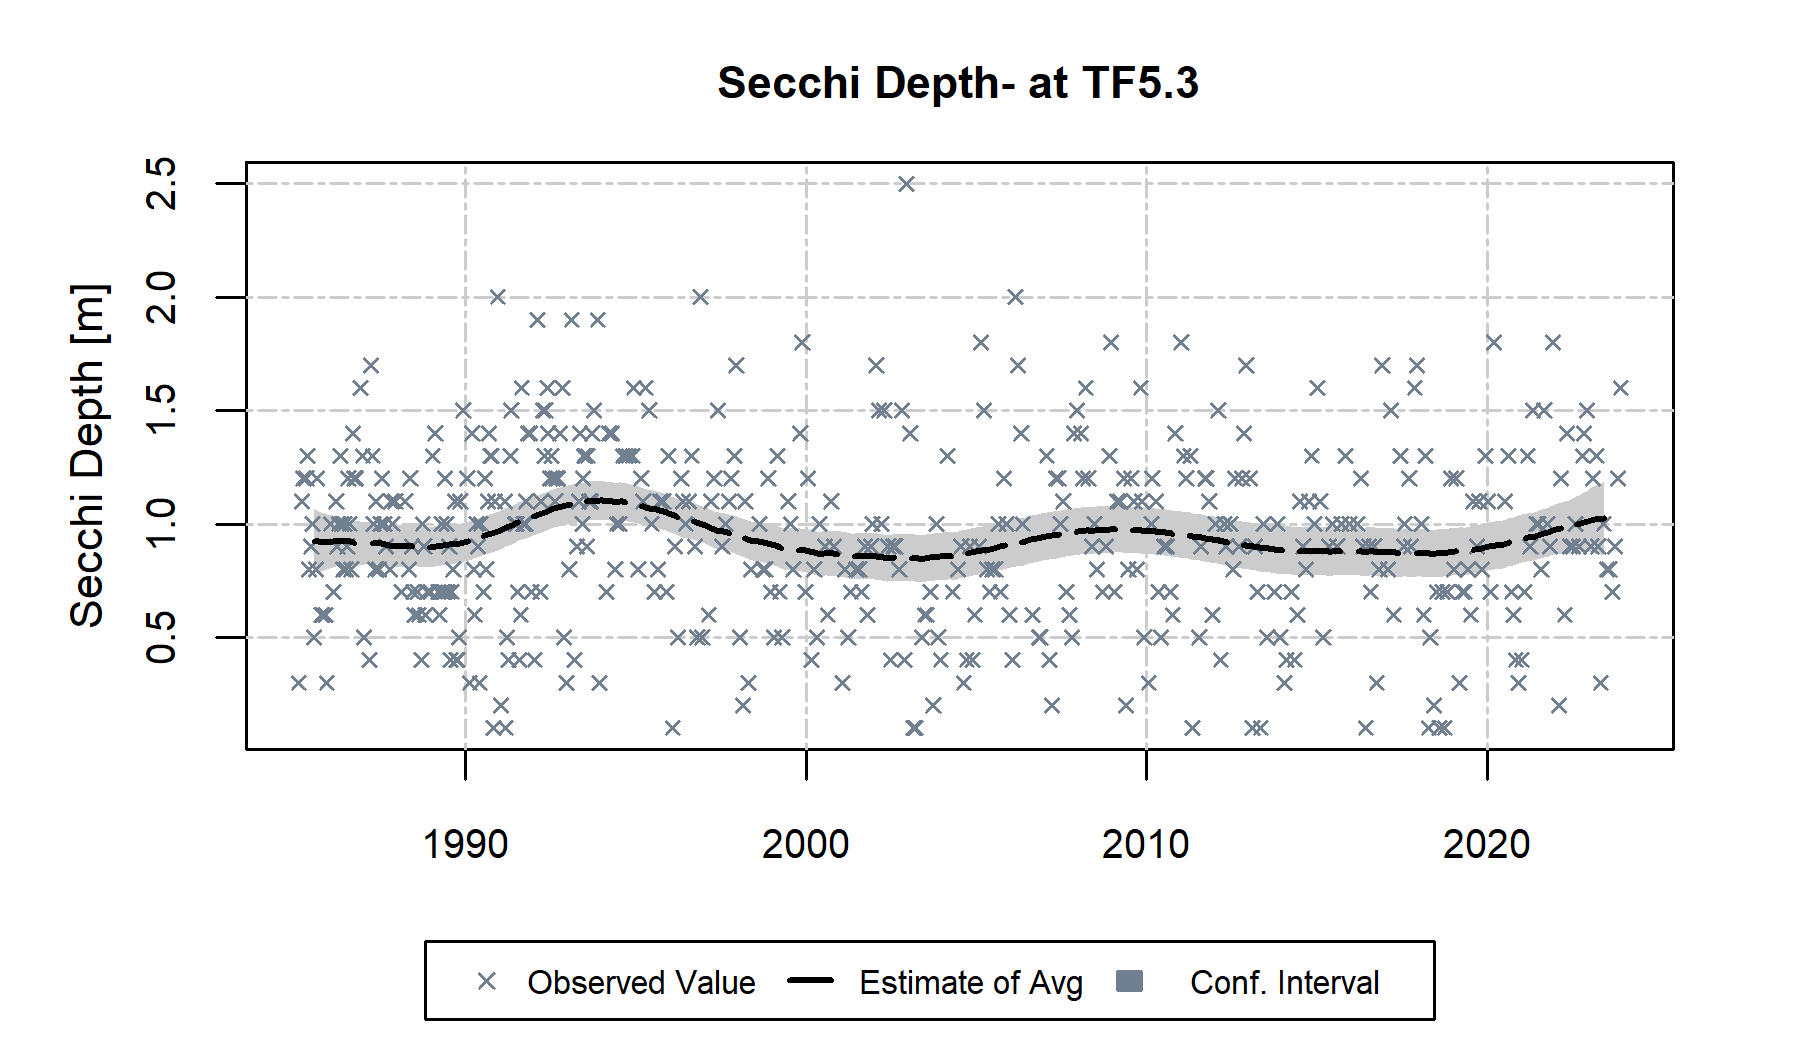 Secchi Depth- at TF5.3
Secchi Depth [m]
2.5
2.0
1.5
1.0
0.5
1990 2000 2010 2020
Observed Value Estimate of Avg Conf. Interval